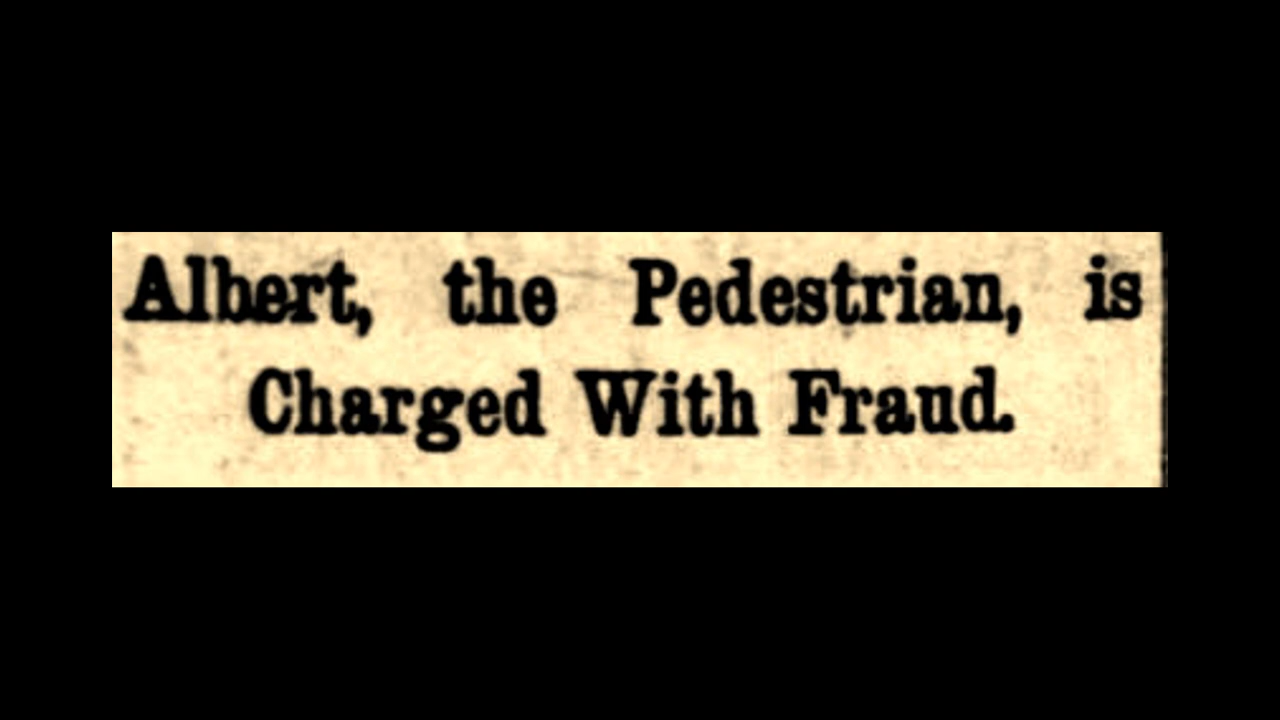 Albert, the Pedestrian, is
Charged With Fraud.